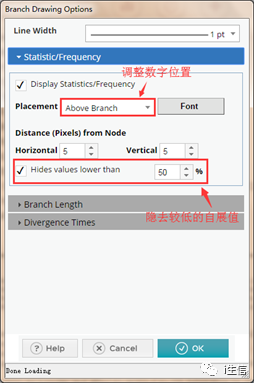 Branch Drawing Options
Line Width
1 pt
Statistic/Frequency
调整数字位置
Display Statistics/Frequency
Placement Above Branch Font
Distance (Pixels) from Node
Horizontal 5 Vertical 5
Hides values lower than 50 %
Branch Length
隐去较低的自展值
Divergence Times
Help Cancel OK
i生信
Done Loading